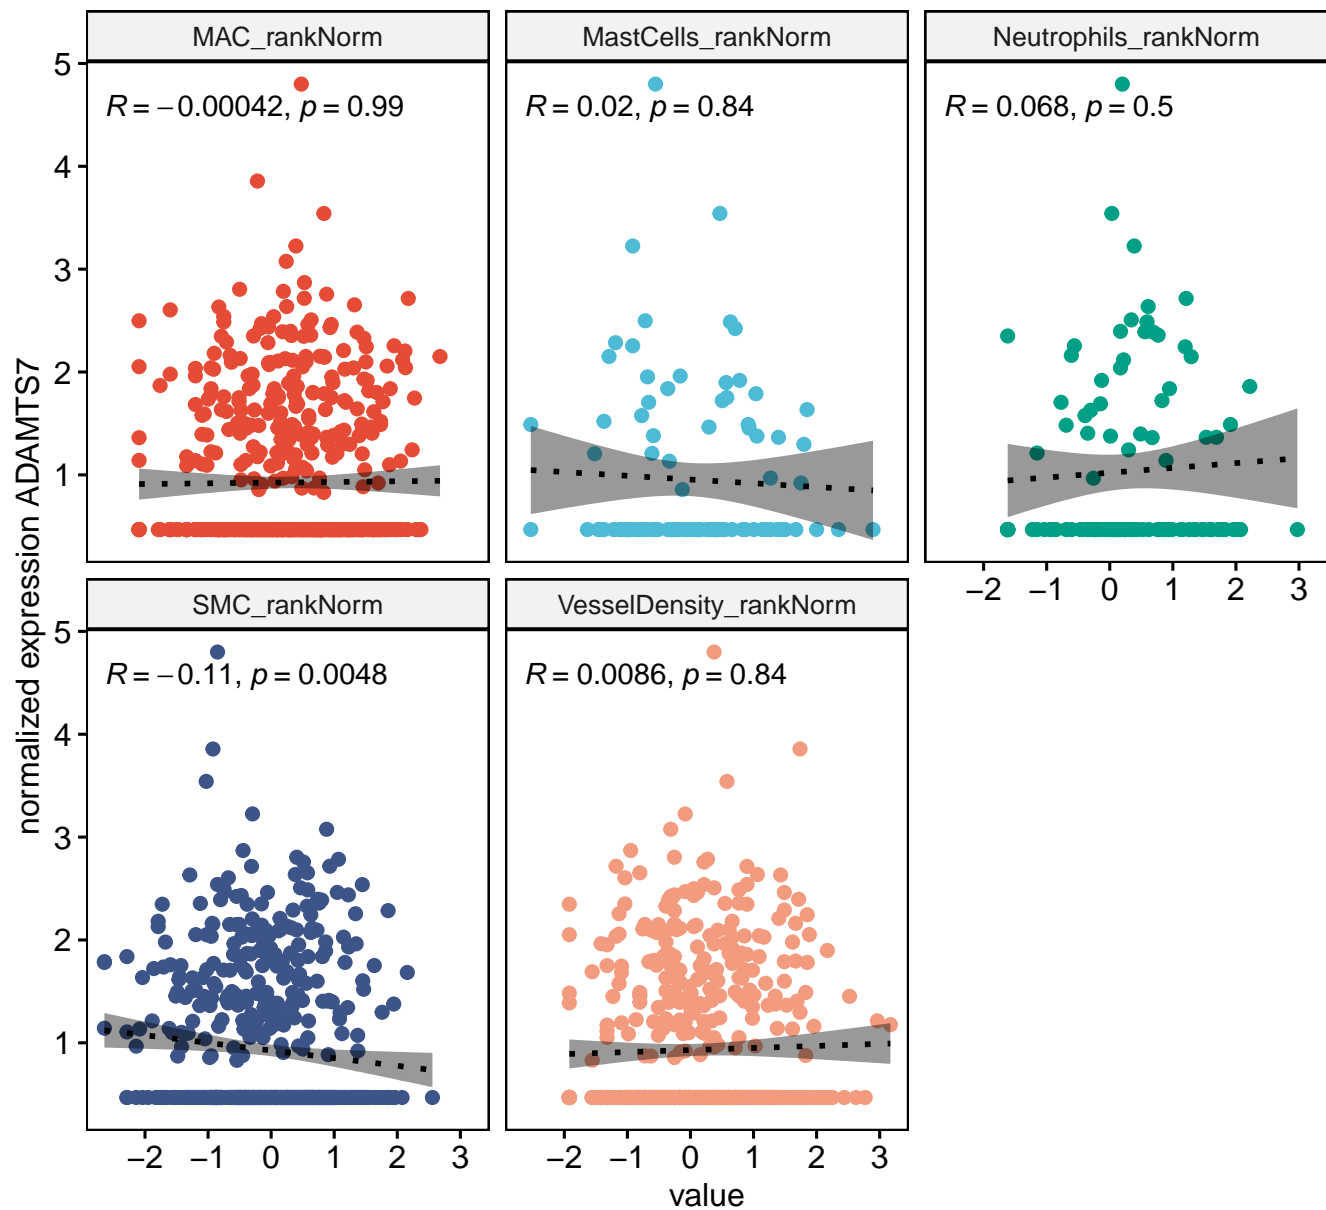 MAC_rankNorm
MastCells_rankNorm
Neutrophils_rankNorm
R = −0.00042, p = 0.99
R = 0.02, p = 0.84
R = 0.068, p = 0.5
5
4
3
2
1
−2 −1 0 1 2 3
SMC_rankNorm
VesselDensity_rankNorm
R = −0.11, p = 0.0048
R = 0.0086, p = 0.84
5
4
3
2
1
−2 −1 0 1 2 3
−2 −1 0 1 2 3
value
normalized expression ADAMTS7